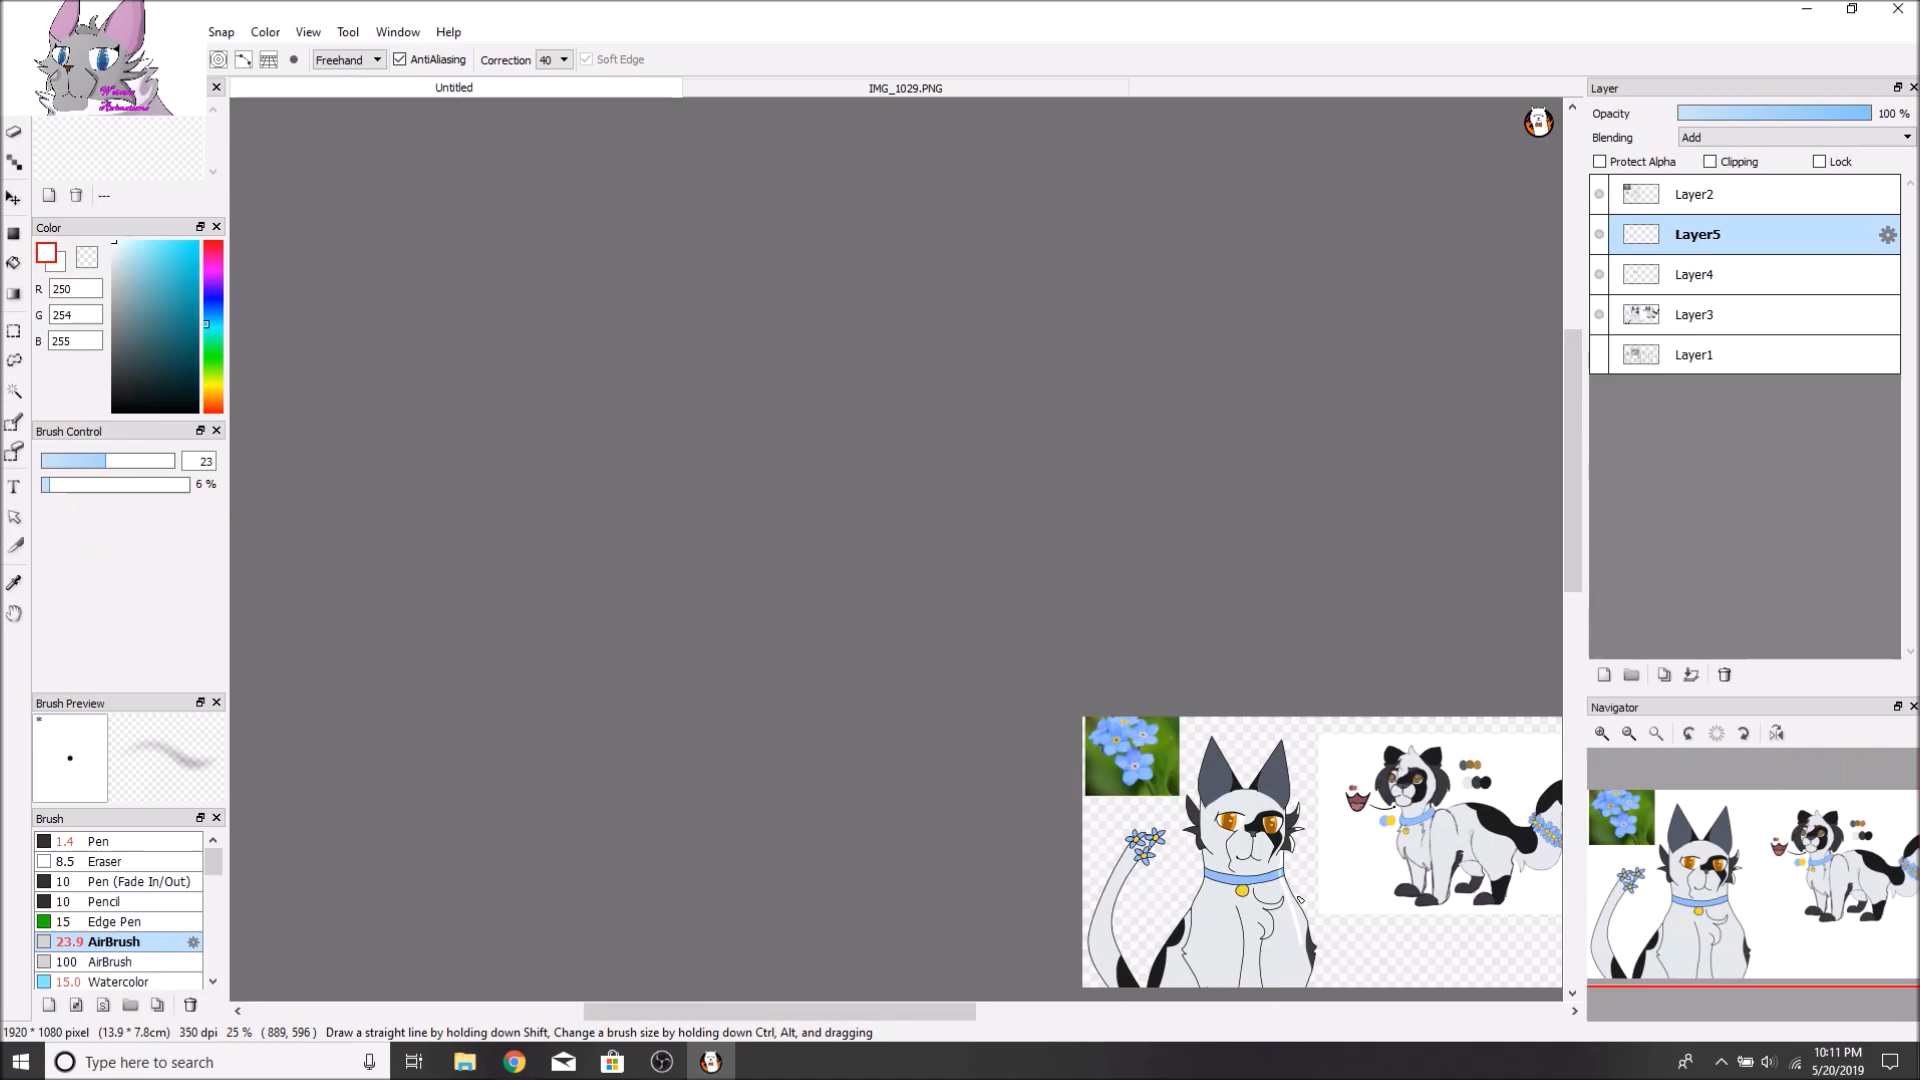 Snap Color View Tool Window Help
Freehand AntiAliasing Correction 40 Soft Edge
Untitled IMG_1029.PNG
---
Color
R 250
G 254
B 255
Brush Control
23
6 %
Brush Preview
*
Brush
1.4 Pen
8.5 Eraser
10 Pen (Fade In/Out)
10 Pencil
15 Edge Pen
23.9 AirBrush
100 AirBrush
15.0 Watercolor
Layer
Opacity 100 %
Blending Add
Protect Alpha Clipping Lock
Layer2
Layer5
Layer4
Layer3
Layer1
Navigator
1920 * 1080 pixel (13.9 * 7.8cm) 350 dpi 25 % ( 889, 596 ) Draw a straight line by holding down Shift, Change a brush size by holding down Ctrl, Alt, and dragging
Type here to search
10:11 PM
5/20/2019